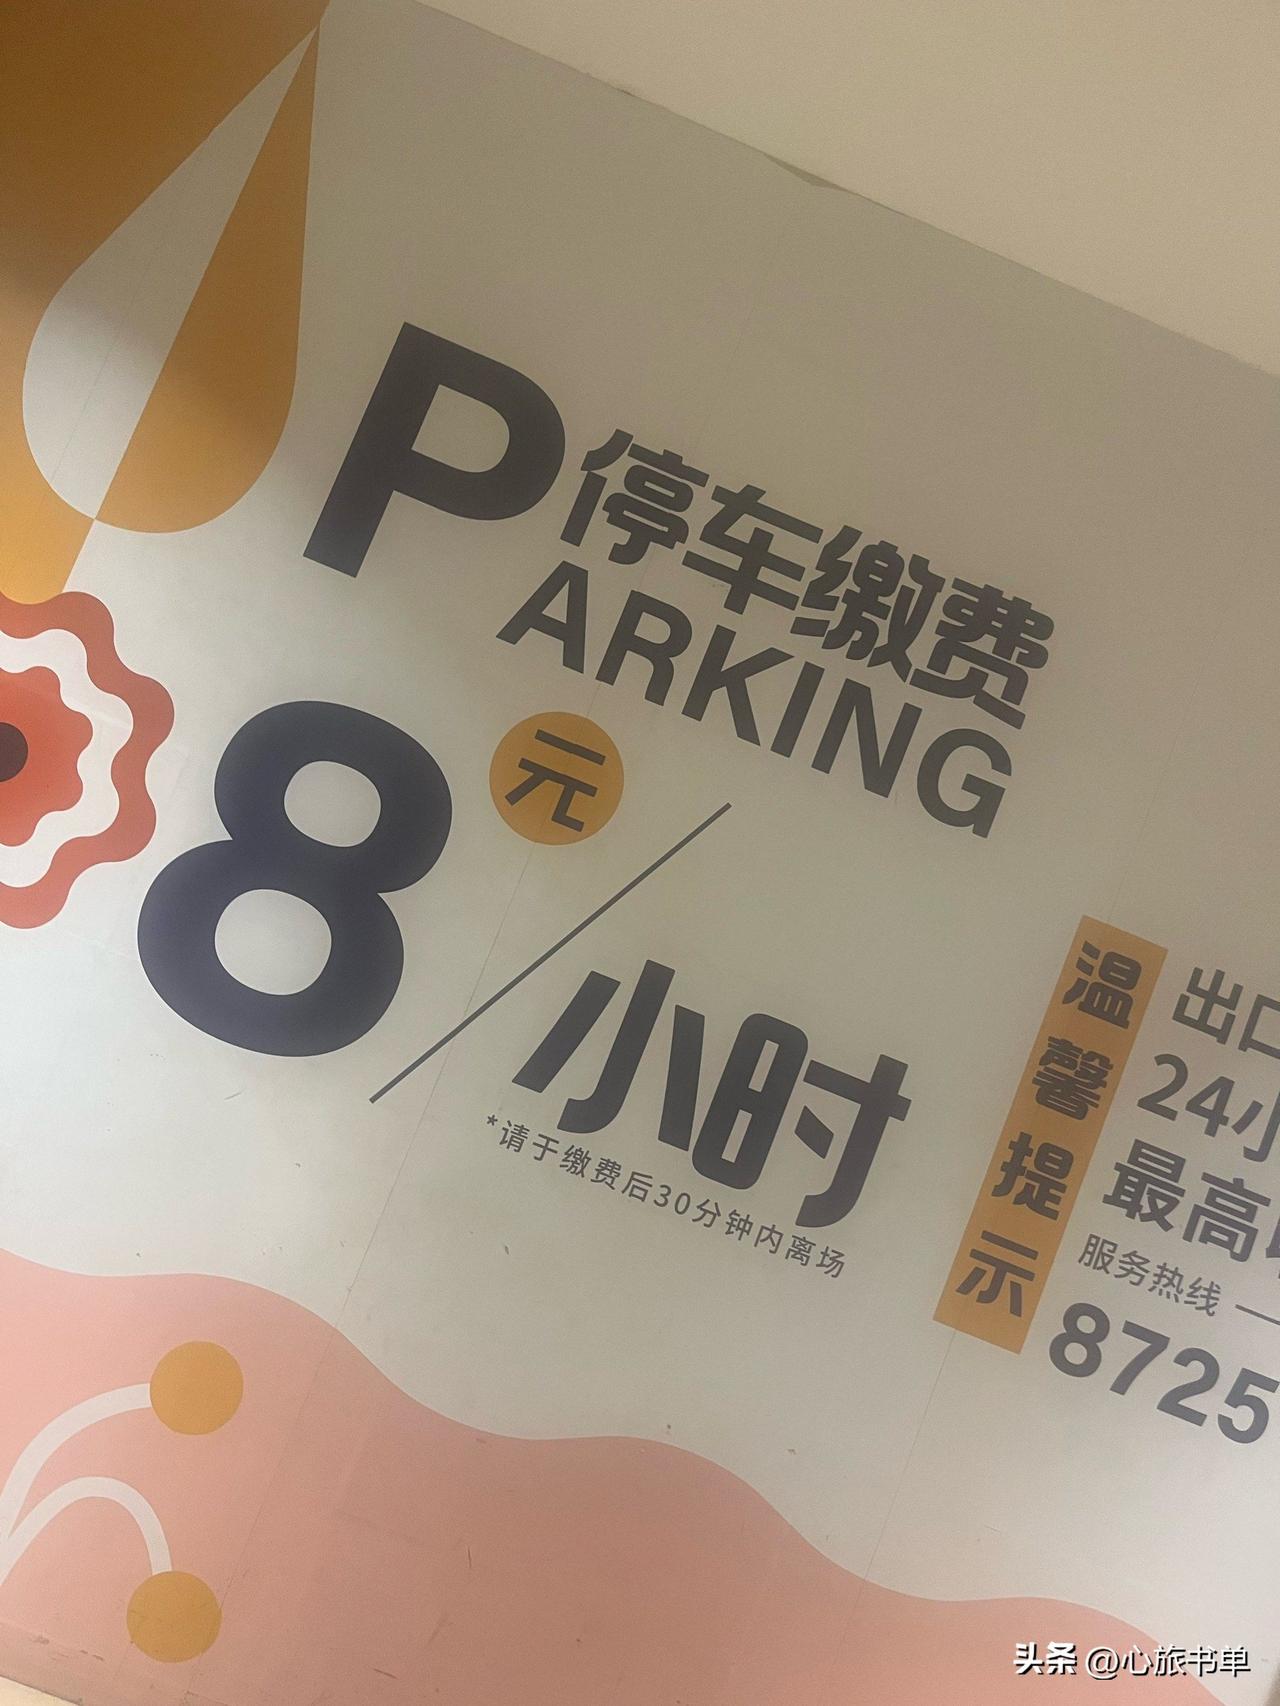 P
停车缴费
ARKING
8元/小时
*请于缴费后30分钟内离场
温馨提示
出口
24小
最高
服务热线 —
8725
头条 @心旅书单